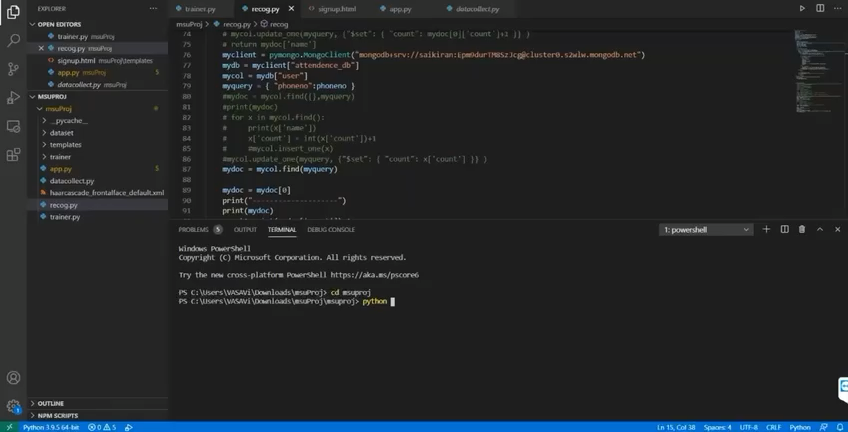 EXPLORER
OPEN EDITORS
trainer.py msuProj
recog.py msuProj
signup.html msuProj\templates
app.py msuProj 5
datacollect.py msuProj
MSUPROJ
msuProj
__pycache__
dataset
templates
trainer
app.py 5
datacollect.py
haarcascade_frontalface_default.xml
recog.py
trainer.py
OUTLINE
NPM SCRIPTS
trainer.py recog.py signup.html app.py datacollect.py
msuProj > recog.py > recog
74 # mycol.update_one(myquery, {"$set": { "count": mydoc[0]['count']+1 }} )
75 # return mydoc['name']
76 myclient = pymongo.MongoClient("mongodb+srv://saikiran:@cluster0.s2wlw.mongodb.net")
77 mydb = myclient["attendence_db"]
78 mycol = mydb["user"]
79 myquery = { "phoneno":phoneno }
80 #mydoc = mycol.find({},myquery)
81 #print(mydoc)
82 # for x in mycol.find():
83 # print(x['name'])
84 # x['count'] = int(x['count'])+1
85 # #mycol.insert_one(x)
86 #mycol.update_one(myquery, {"$set": { "count": x['count'] }} )
87 mydoc = mycol.find(myquery)
88
89 mydoc = mydoc[0]
90 print("--------------------")
91 print(mydoc)
PROBLEMS 5 OUTPUT TERMINAL DEBUG CONSOLE 1: powershell
Windows PowerShell
Copyright (C) Microsoft Corporation. All rights reserved.
Try the new cross-platform PowerShell https://aka.ms/pscore6
PS C:\Users\VASAVi\Downloads\msuProj> cd msuproj
PS C:\Users\VASAVi\Downloads\msuProj\msuproj> python
Python 3.9.5 64-bit 0 5 Ln 15, Col 38 Spaces: 4 UTF-8 CRLF Python